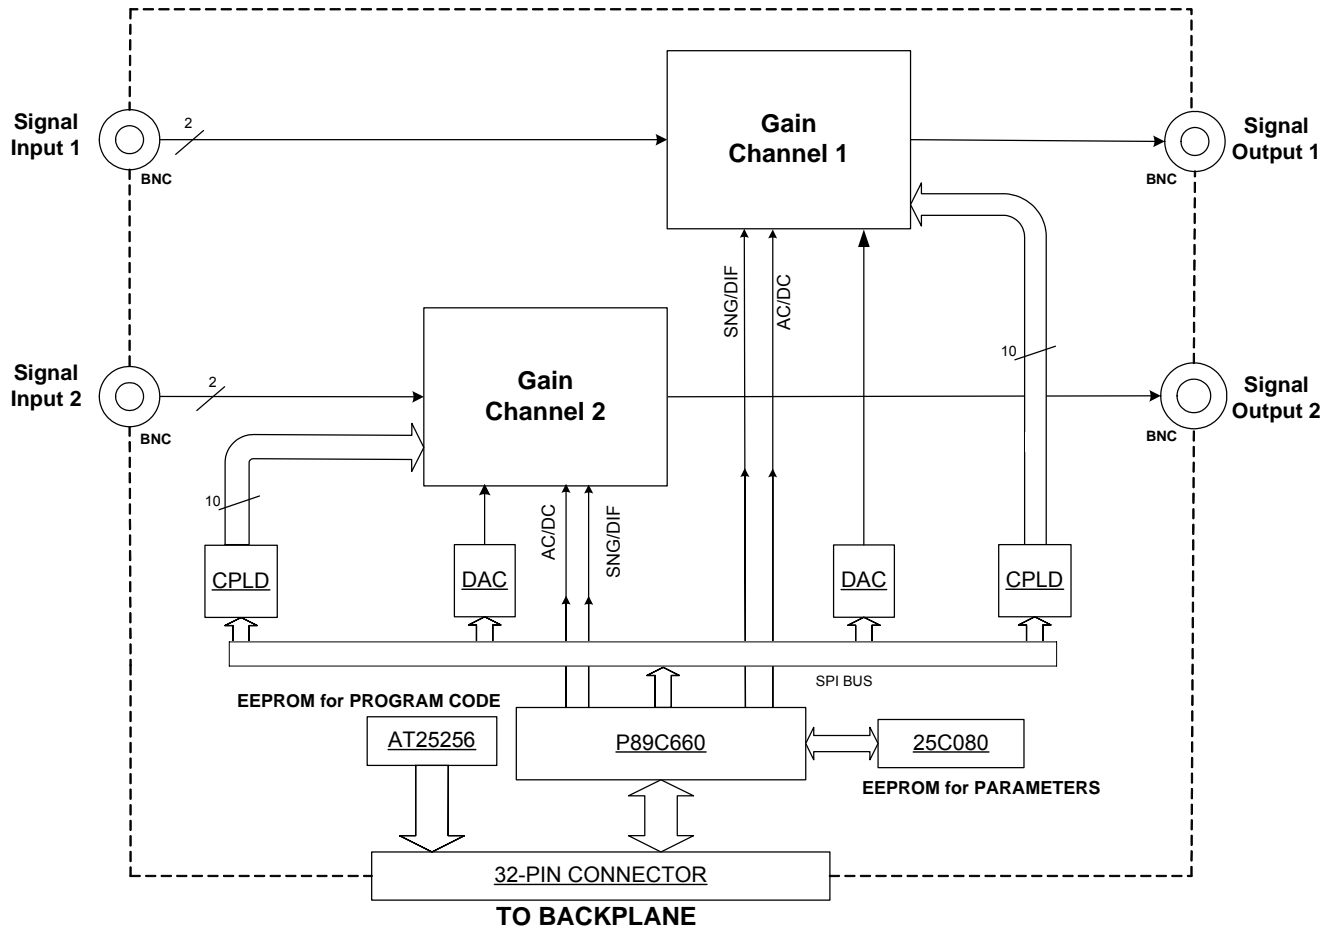 Signal
Input 1
2
BNC
Gain
Channel 1
Signal
Output 1
BNC
SNG/DIF
AC/DC
10
Signal
Input 2
2
BNC
Gain
Channel 2
Signal
Output 2
BNC
10
AC/DC
SNG/DIF
CPLD
DAC
DAC
CPLD
SPI BUS
EEPROM for PROGRAM CODE
AT25256
P89C660
25C080
EEPROM for PARAMETERS
32-PIN CONNECTOR
TO BACKPLANE